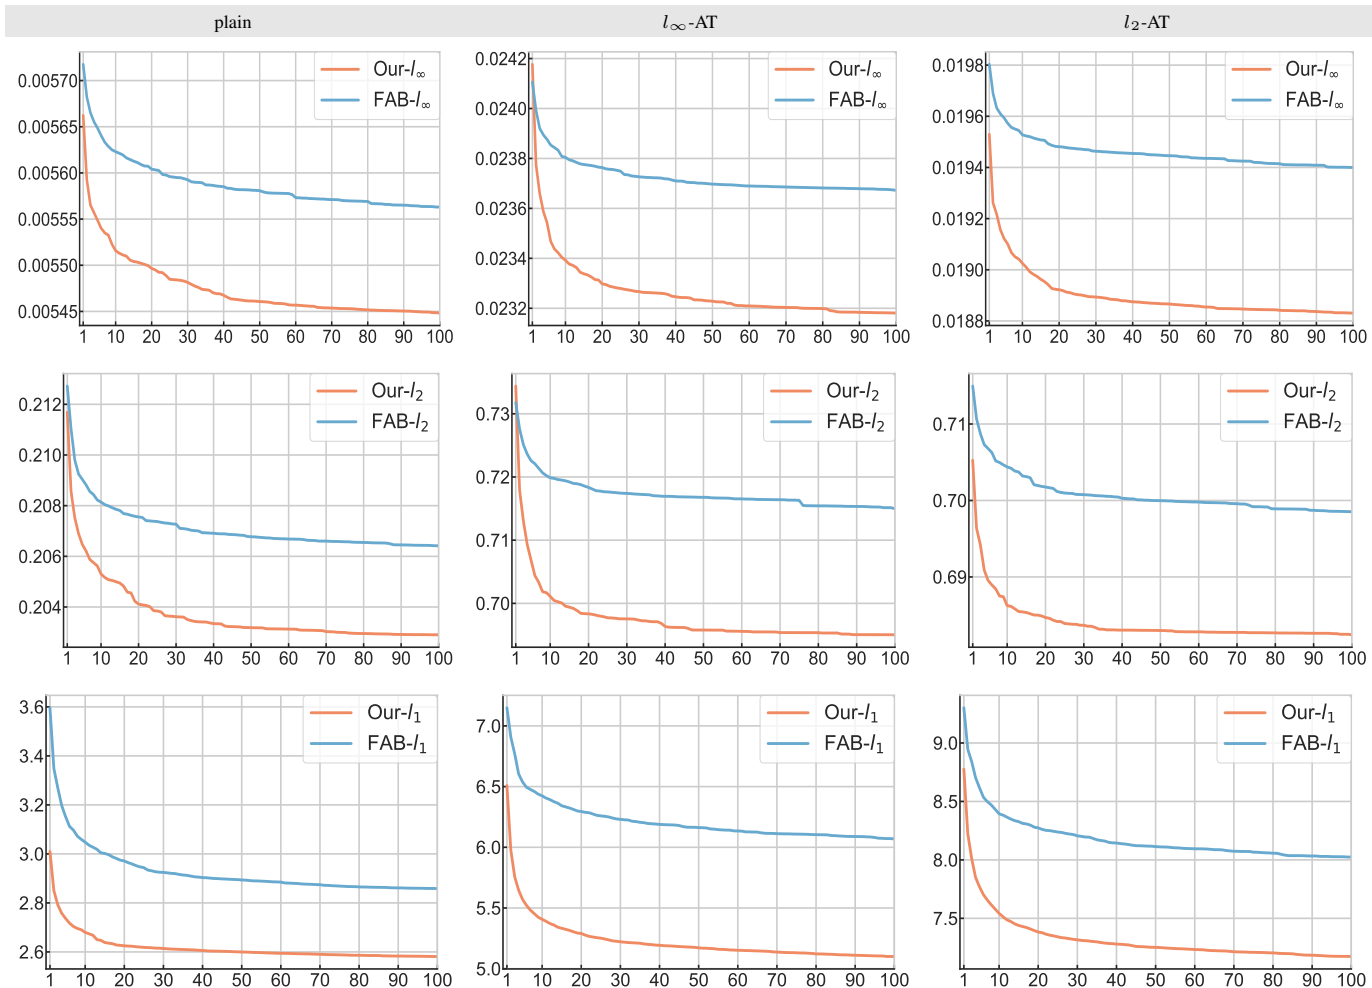 plain l∞-AT l₂-AT
Our-l∞
FAB-l∞
0.00570
0.00565
0.00560
0.00555
0.00550
0.00545
1 10 20 30 40 50 60 70 80 90 100
Our-l∞
FAB-l∞
0.0242
0.0240
0.0238
0.0236
0.0234
0.0232
1 10 20 30 40 50 60 70 80 90 100
Our-l∞
FAB-l∞
0.0198
0.0196
0.0194
0.0192
0.0190
0.0188
1 10 20 30 40 50 60 70 80 90 100
Our-l₂
FAB-l₂
0.212
0.210
0.208
0.206
0.204
1 10 20 30 40 50 60 70 80 90 100
Our-l₂
FAB-l₂
0.73
0.72
0.71
0.70
1 10 20 30 40 50 60 70 80 90 100
Our-l₂
FAB-l₂
0.71
0.70
0.69
1 10 20 30 40 50 60 70 80 90 100
Our-l₁
FAB-l₁
3.6
3.4
3.2
3.0
2.8
2.6
1 10 20 30 40 50 60 70 80 90 100
Our-l₁
FAB-l₁
7.0
6.5
6.0
5.5
5.0
1 10 20 30 40 50 60 70 80 90 100
Our-l₁
FAB-l₁
9.0
8.5
8.0
7.5
1 10 20 30 40 50 60 70 80 90 100